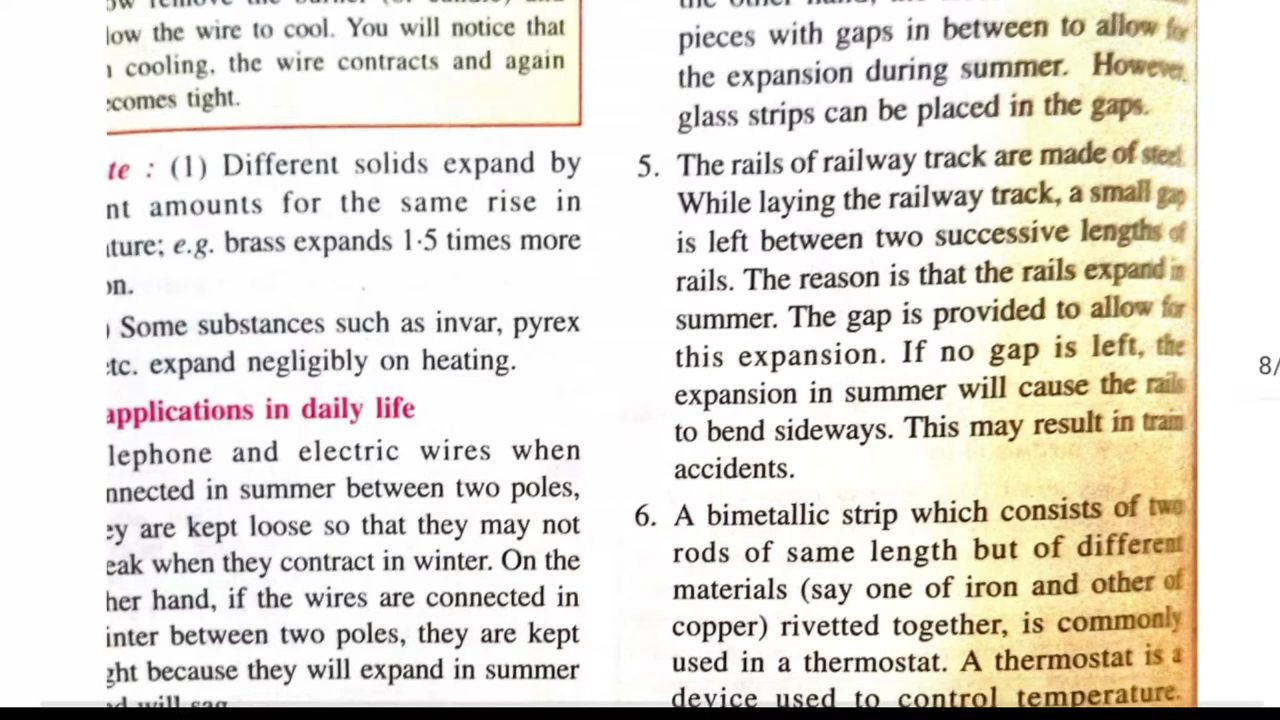 low the wire to cool. You will notice that
cooling, the wire contracts and again
comes tight.
te : (1) Different solids expand by
nt amounts for the same rise in
ture; e.g. brass expands 1·5 times more
on.
) Some substances such as invar, pyrex
etc. expand negligibly on heating.
applications in daily life
lephone and electric wires when
nnected in summer between two poles,
ey are kept loose so that they may not
eak when they contract in winter. On the
her hand, if the wires are connected in
inter between two poles, they are kept
ght because they will expand in summer
pieces with gaps in between to allow for
the expansion during summer. However,
glass strips can be placed in the gaps.
5. The rails of railway track are made of steel.
While laying the railway track, a small gap
is left between two successive lengths of
rails. The reason is that the rails expand in
summer. The gap is provided to allow for
this expansion. If no gap is left, the
expansion in summer will cause the rails
to bend sideways. This may result in train
accidents.
6. A bimetallic strip which consists of two
rods of same length but of different
materials (say one of iron and other of
copper) rivetted together, is commonly
used in a thermostat. A thermostat is a
device used to control temperature.
8/